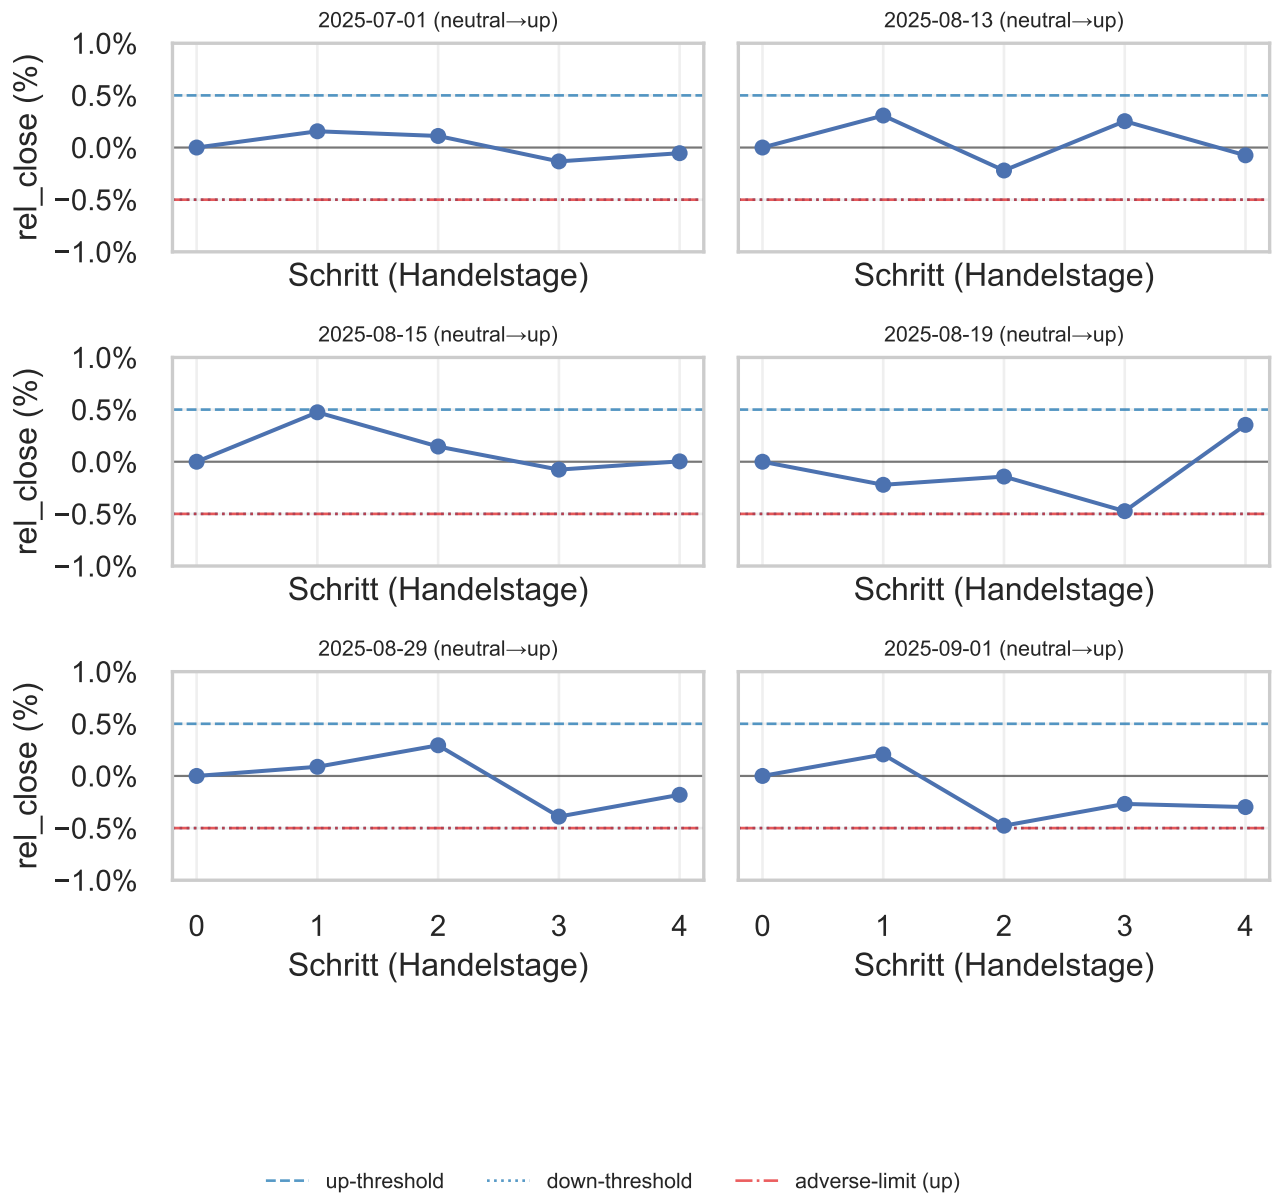 2025-07-01 (neutral→up)
2025-08-13 (neutral→up)
1.0%
0.5%
0.0%
−0.5%
−1.0%
rel_close (%)
Schritt (Handelstage)
Schritt (Handelstage)
2025-08-15 (neutral→up)
2025-08-19 (neutral→up)
1.0%
0.5%
0.0%
−0.5%
−1.0%
rel_close (%)
Schritt (Handelstage)
Schritt (Handelstage)
2025-08-29 (neutral→up)
2025-09-01 (neutral→up)
1.0%
0.5%
0.0%
−0.5%
−1.0%
rel_close (%)
0 1 2 3 4
0 1 2 3 4
Schritt (Handelstage)
Schritt (Handelstage)
up-threshold
down-threshold
adverse-limit (up)